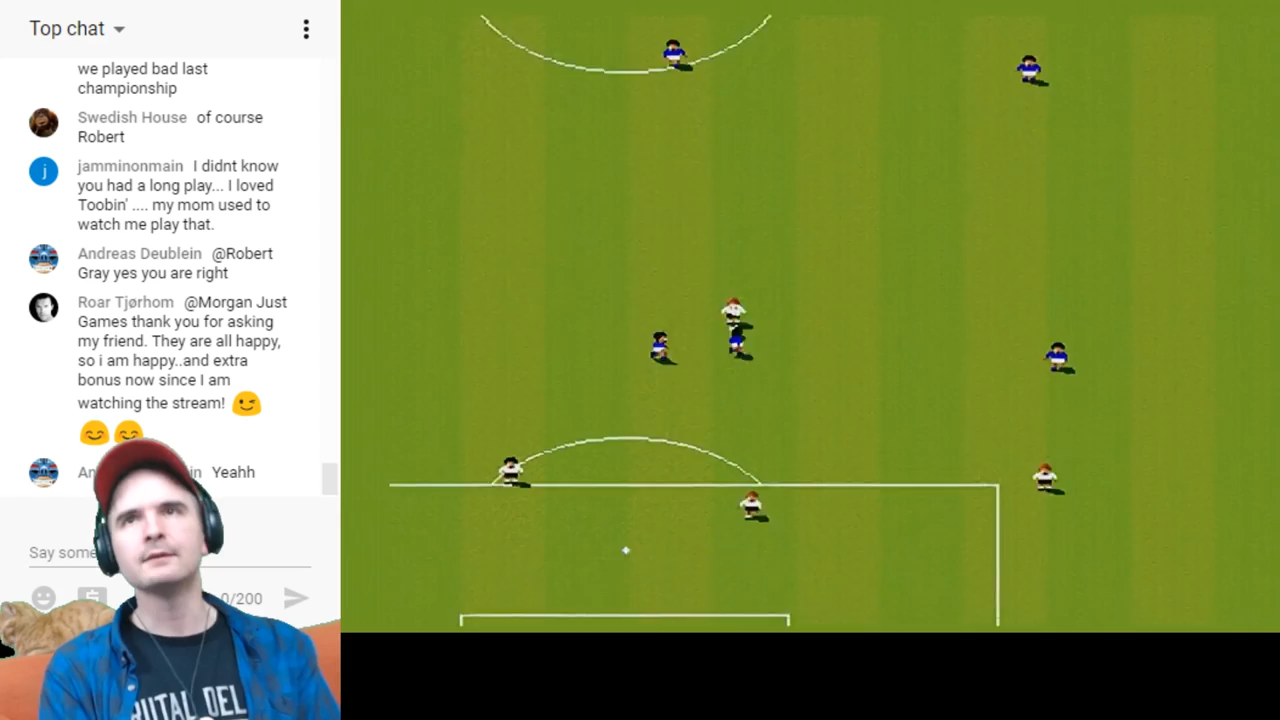 Top chat
we played bad last
championship
Swedish House of course
Robert
j
jamminonmain I didnt know
you had a long play... I loved
Toobin' .... my mom used to
watch me play that.
Andreas Deublein @Robert
Gray yes you are right
Roar Tjørhom @Morgan Just
Games thank you for asking
my friend. They are all happy,
so i am happy..and extra
bonus now since I am
watching the stream!
Yeahh
Say some
0/200